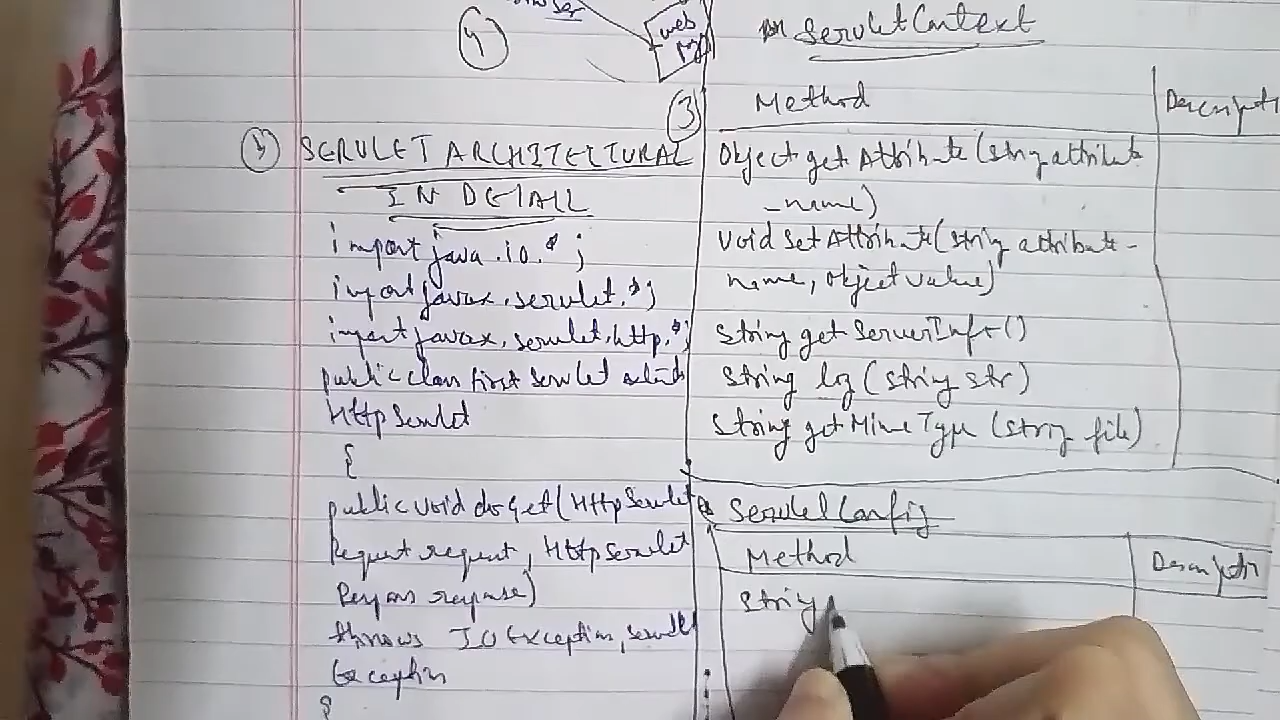 4
web
3
3) SERVLET ARCHITECTURAL
IN DETAIL
import java.io.*;
import javax.servlet.*;
import javax.servlet.http.*;
public class First Servlet extends
HttpServlet
{
public void doget(HttpServlet
Request request, HttpServlet
Response response)
throws IOException, Servlet
Exception
{
ServletContext
Method
Object getAttribute (String attribute
_name)
Void SetAttribute(String attribute-
name, Object value)
String getServerInfo()
String log (String str)
String getMimeType (String file)
ServletConfig
Method
String